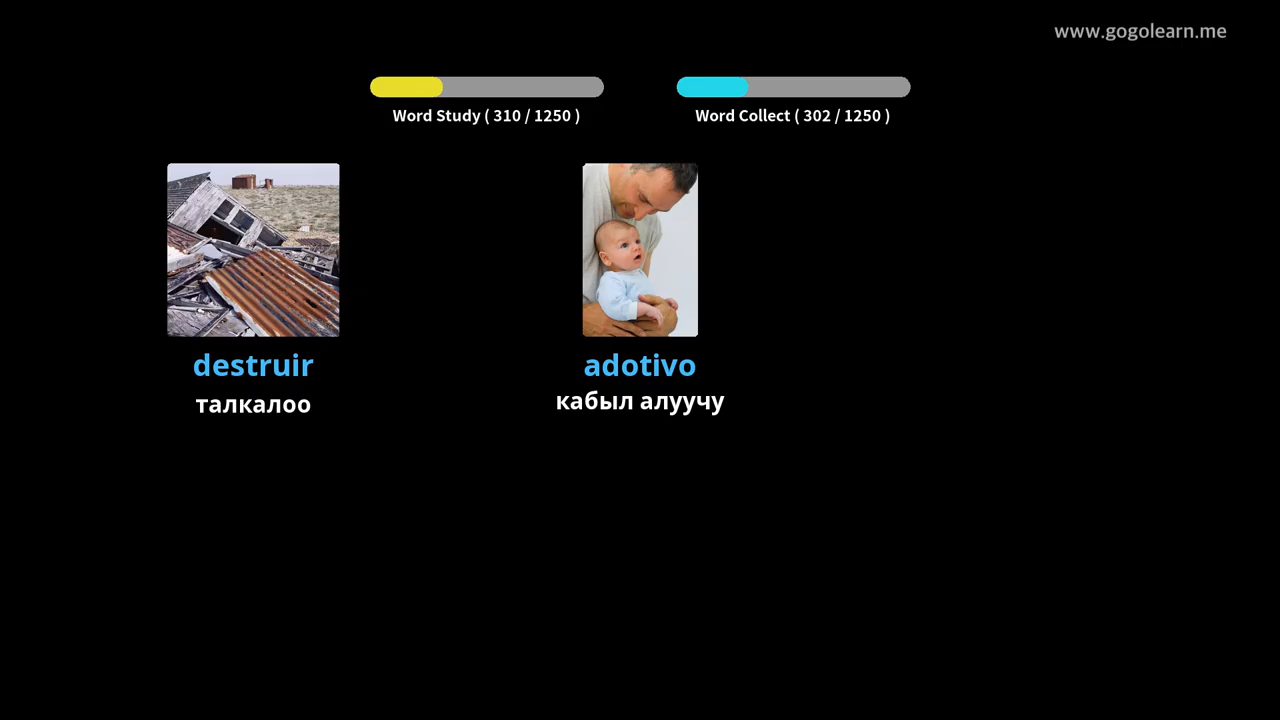 www.gogolearn.me
Word Study ( 310 / 1250 )
Word Collect ( 302 / 1250 )
destruir
талкалоо
adotivo
кабыл алуучу